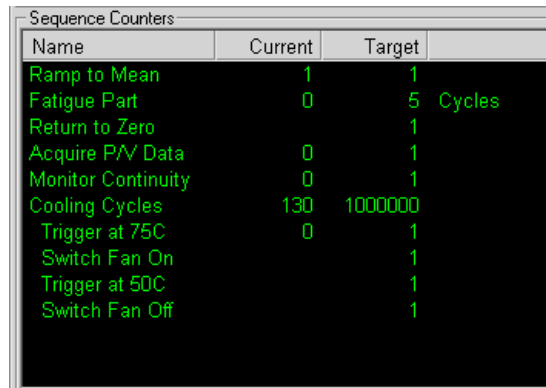 Sequence Counters
Name Current Target
Ramp to Mean 1 1
Fatigue Part 0 5 Cycles
Return to Zero 1
Acquire P/V Data 0 1
Monitor Continuity 0 1
Cooling Cycles 130 1000000
Trigger at 75C 0 1
Switch Fan On 1
Trigger at 50C 1
Switch Fan Off 1